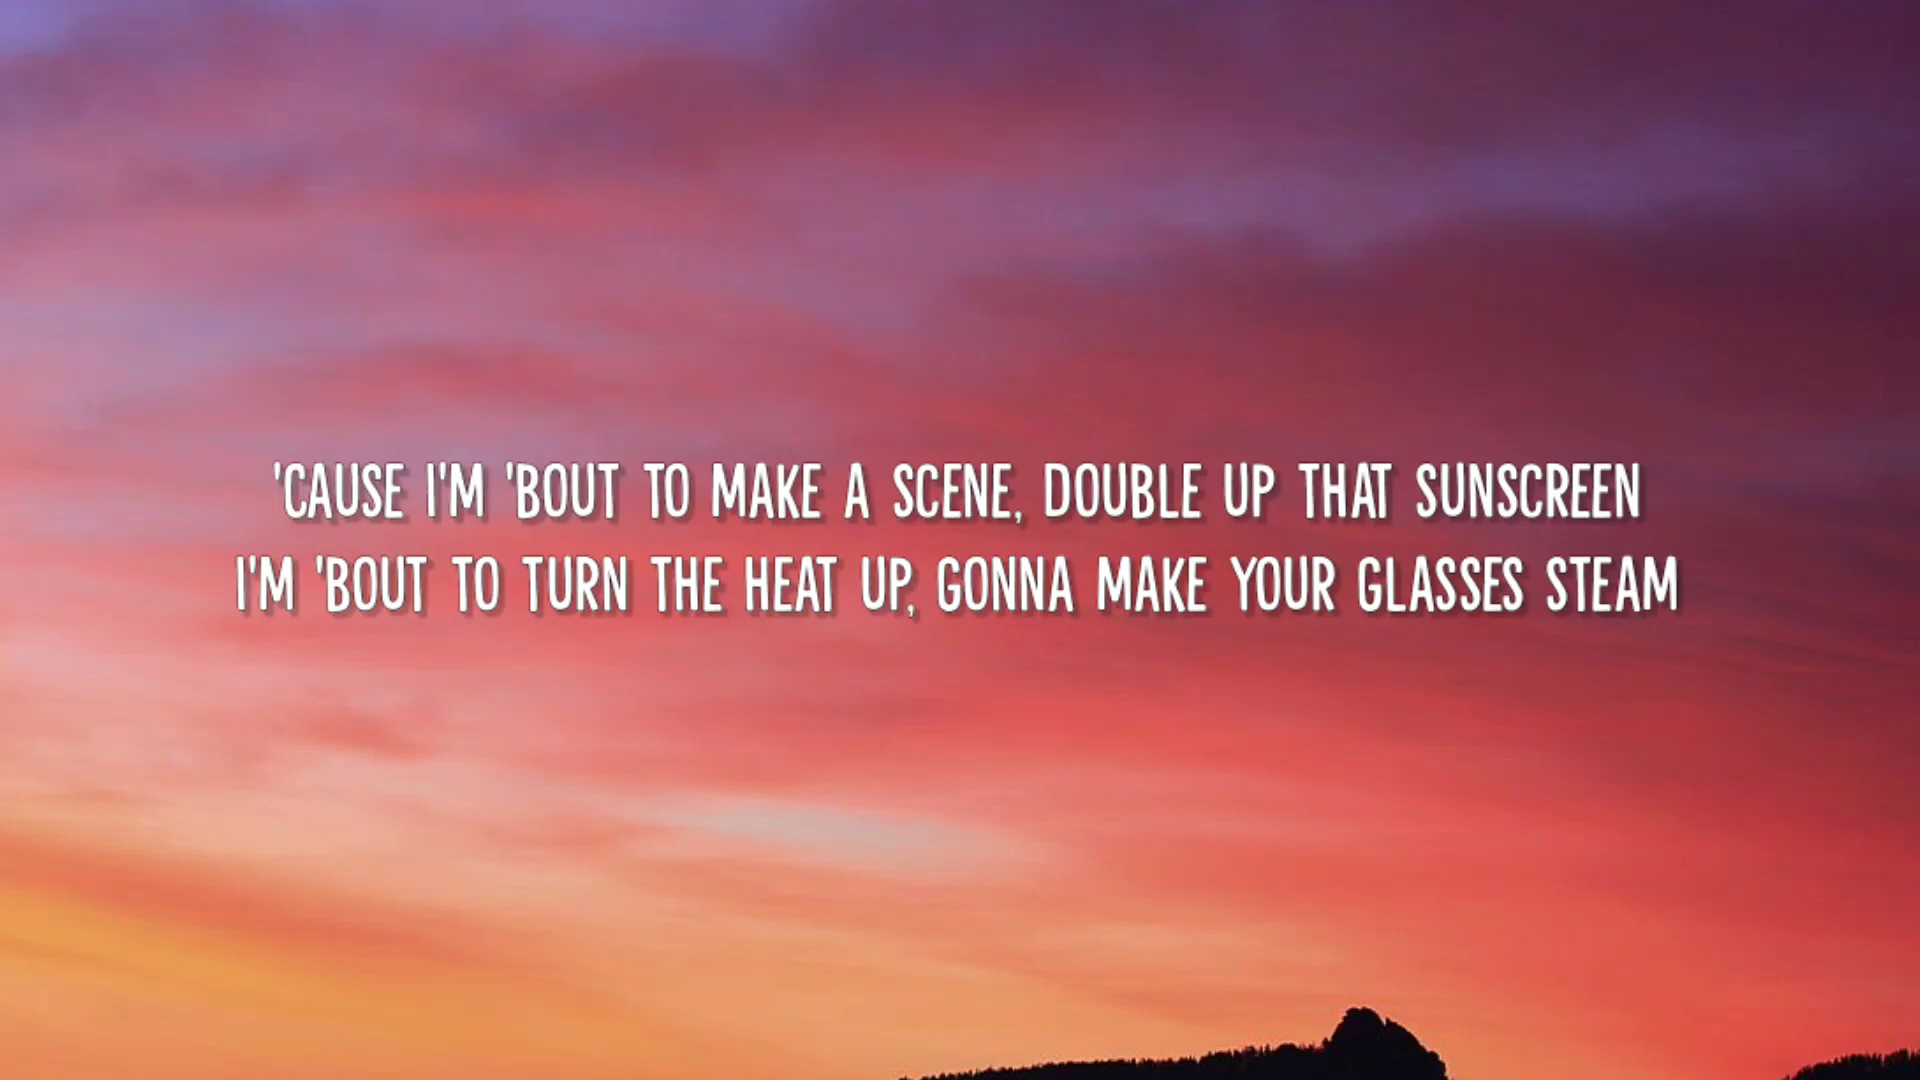 'CAUSE I'M 'BOUT TO MAKE A SCENE, DOUBLE UP THAT SUNSCREEN
I'M 'BOUT TO TURN THE HEAT UP, GONNA MAKE YOUR GLASSES STEAM